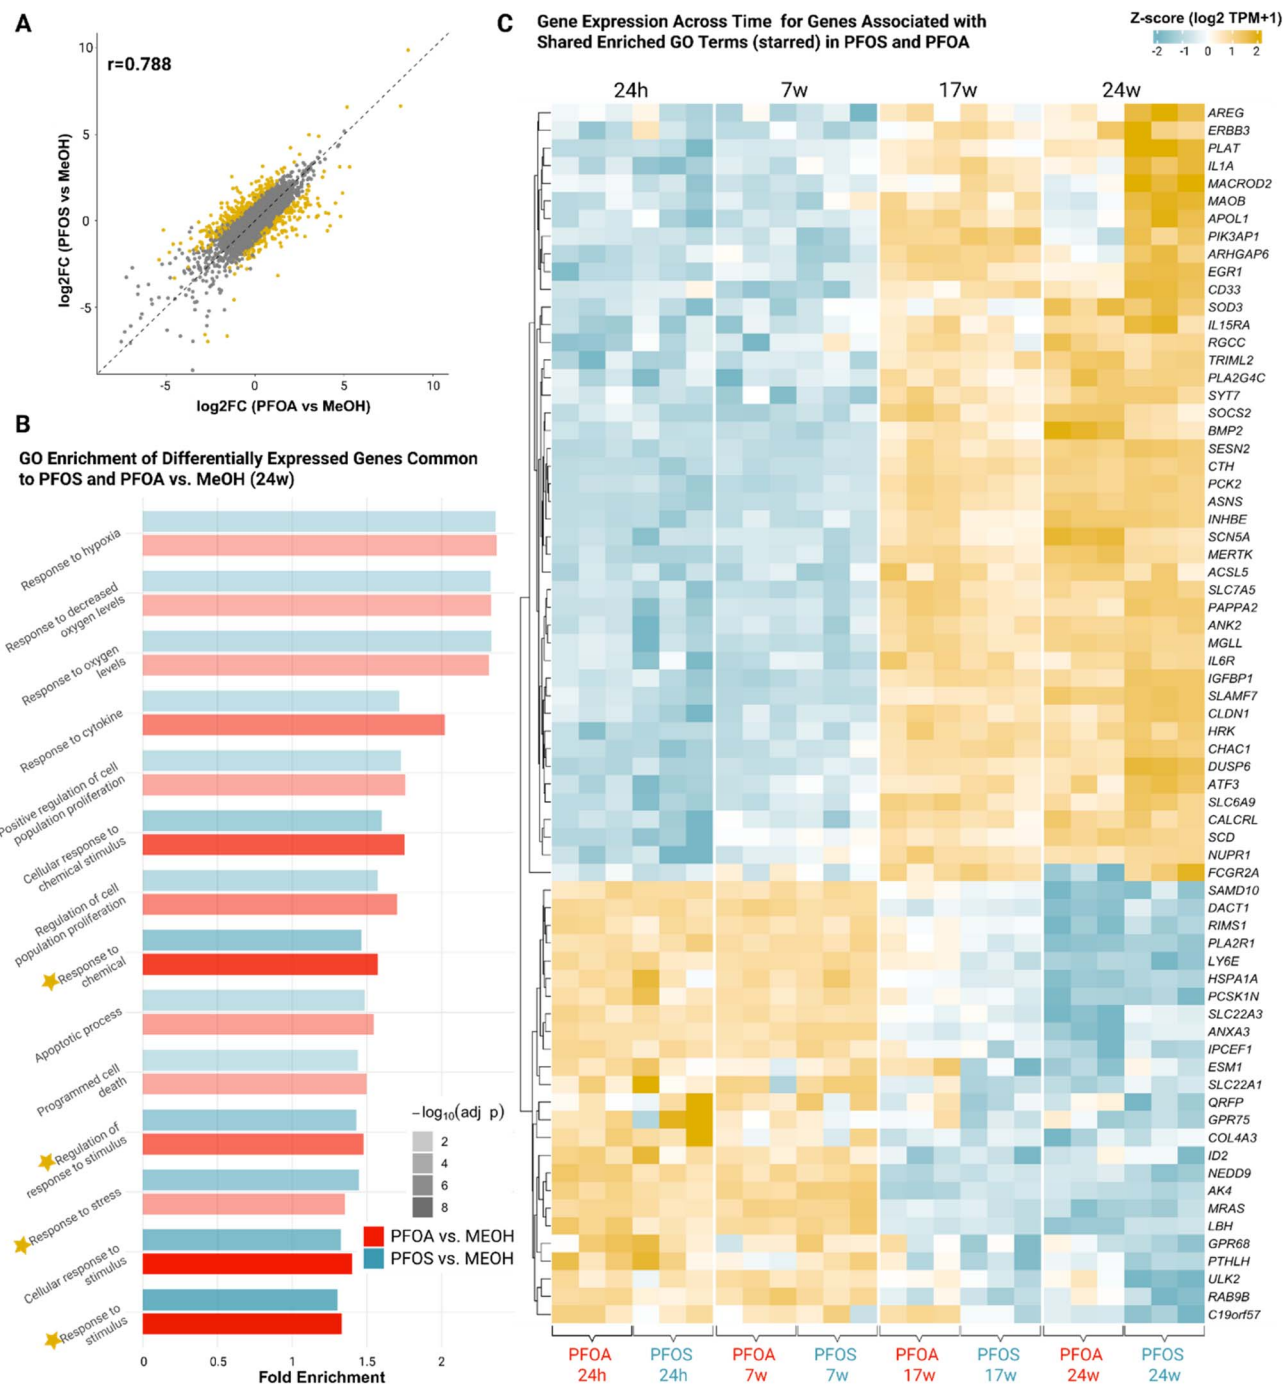 A
r=0.788
10
5
0
-5
log2FC (PFOS vs MeOH)
-5
0
5
10
log2FC (PFOA vs MeOH)
B
GO Enrichment of Differentially Expressed Genes Common
to PFOS and PFOA vs. MeOH (24w)
Response to hypoxia
Response to decreased
oxygen levels
Response to oxygen
levels
Response to cytokine
Positive regulation of cell
population proliferation
Cellular response to
chemical stimulus
Regulation of cell
population proliferation
Response to
chemical
Apoptotic process
Programmed cell
death
Regulation of
response to stimulus
Response to stress
Cellular response to
stimulus
Response to
stimulus
−log10(adj p)
2
4
6
8
PFOA vs. MEOH
PFOS vs. MEOH
0
0.5
1
1.5
2
Fold Enrichment
C
Gene Expression Across Time for Genes Associated with
Shared Enriched GO Terms (starred) in PFOS and PFOA
Z-score (log2 TPM+1)
-2 -1 0 1 2
24h
7w
17w
24w
AREG
ERBB3
PLAT
IL1A
MACROD2
MAOB
APOL1
PIK3AP1
ARHGAP6
EGR1
CD33
SOD3
IL15RA
RGCC
TRIML2
PLA2G4C
SYT7
SOCS2
BMP2
SESN2
CTH
PCK2
ASNS
INHBE
SCN5A
MERTK
ACSL5
SLC7A5
PAPPA2
ANK2
MGLL
IL6R
IGFBP1
SLAMF7
CLDN1
HRK
CHAC1
DUSP6
ATF3
SLC6A9
CALCRL
SCD
NUPR1
FCGR2A
SAMD10
DACT1
RIMS1
PLA2R1
LY6E
HSPA1A
PCSK1N
SLC22A3
ANXA3
IPCEF1
ESM1
SLC22A1
QRFP
GPR75
COL4A3
ID2
NEDD9
AK4
MRAS
LBH
GPR68
PTHLH
ULK2
RAB9B
C19orf57
PFOA
24h
PFOS
24h
PFOA
7w
PFOS
7w
PFOA
17w
PFOS
17w
PFOA
24w
PFOS
24w